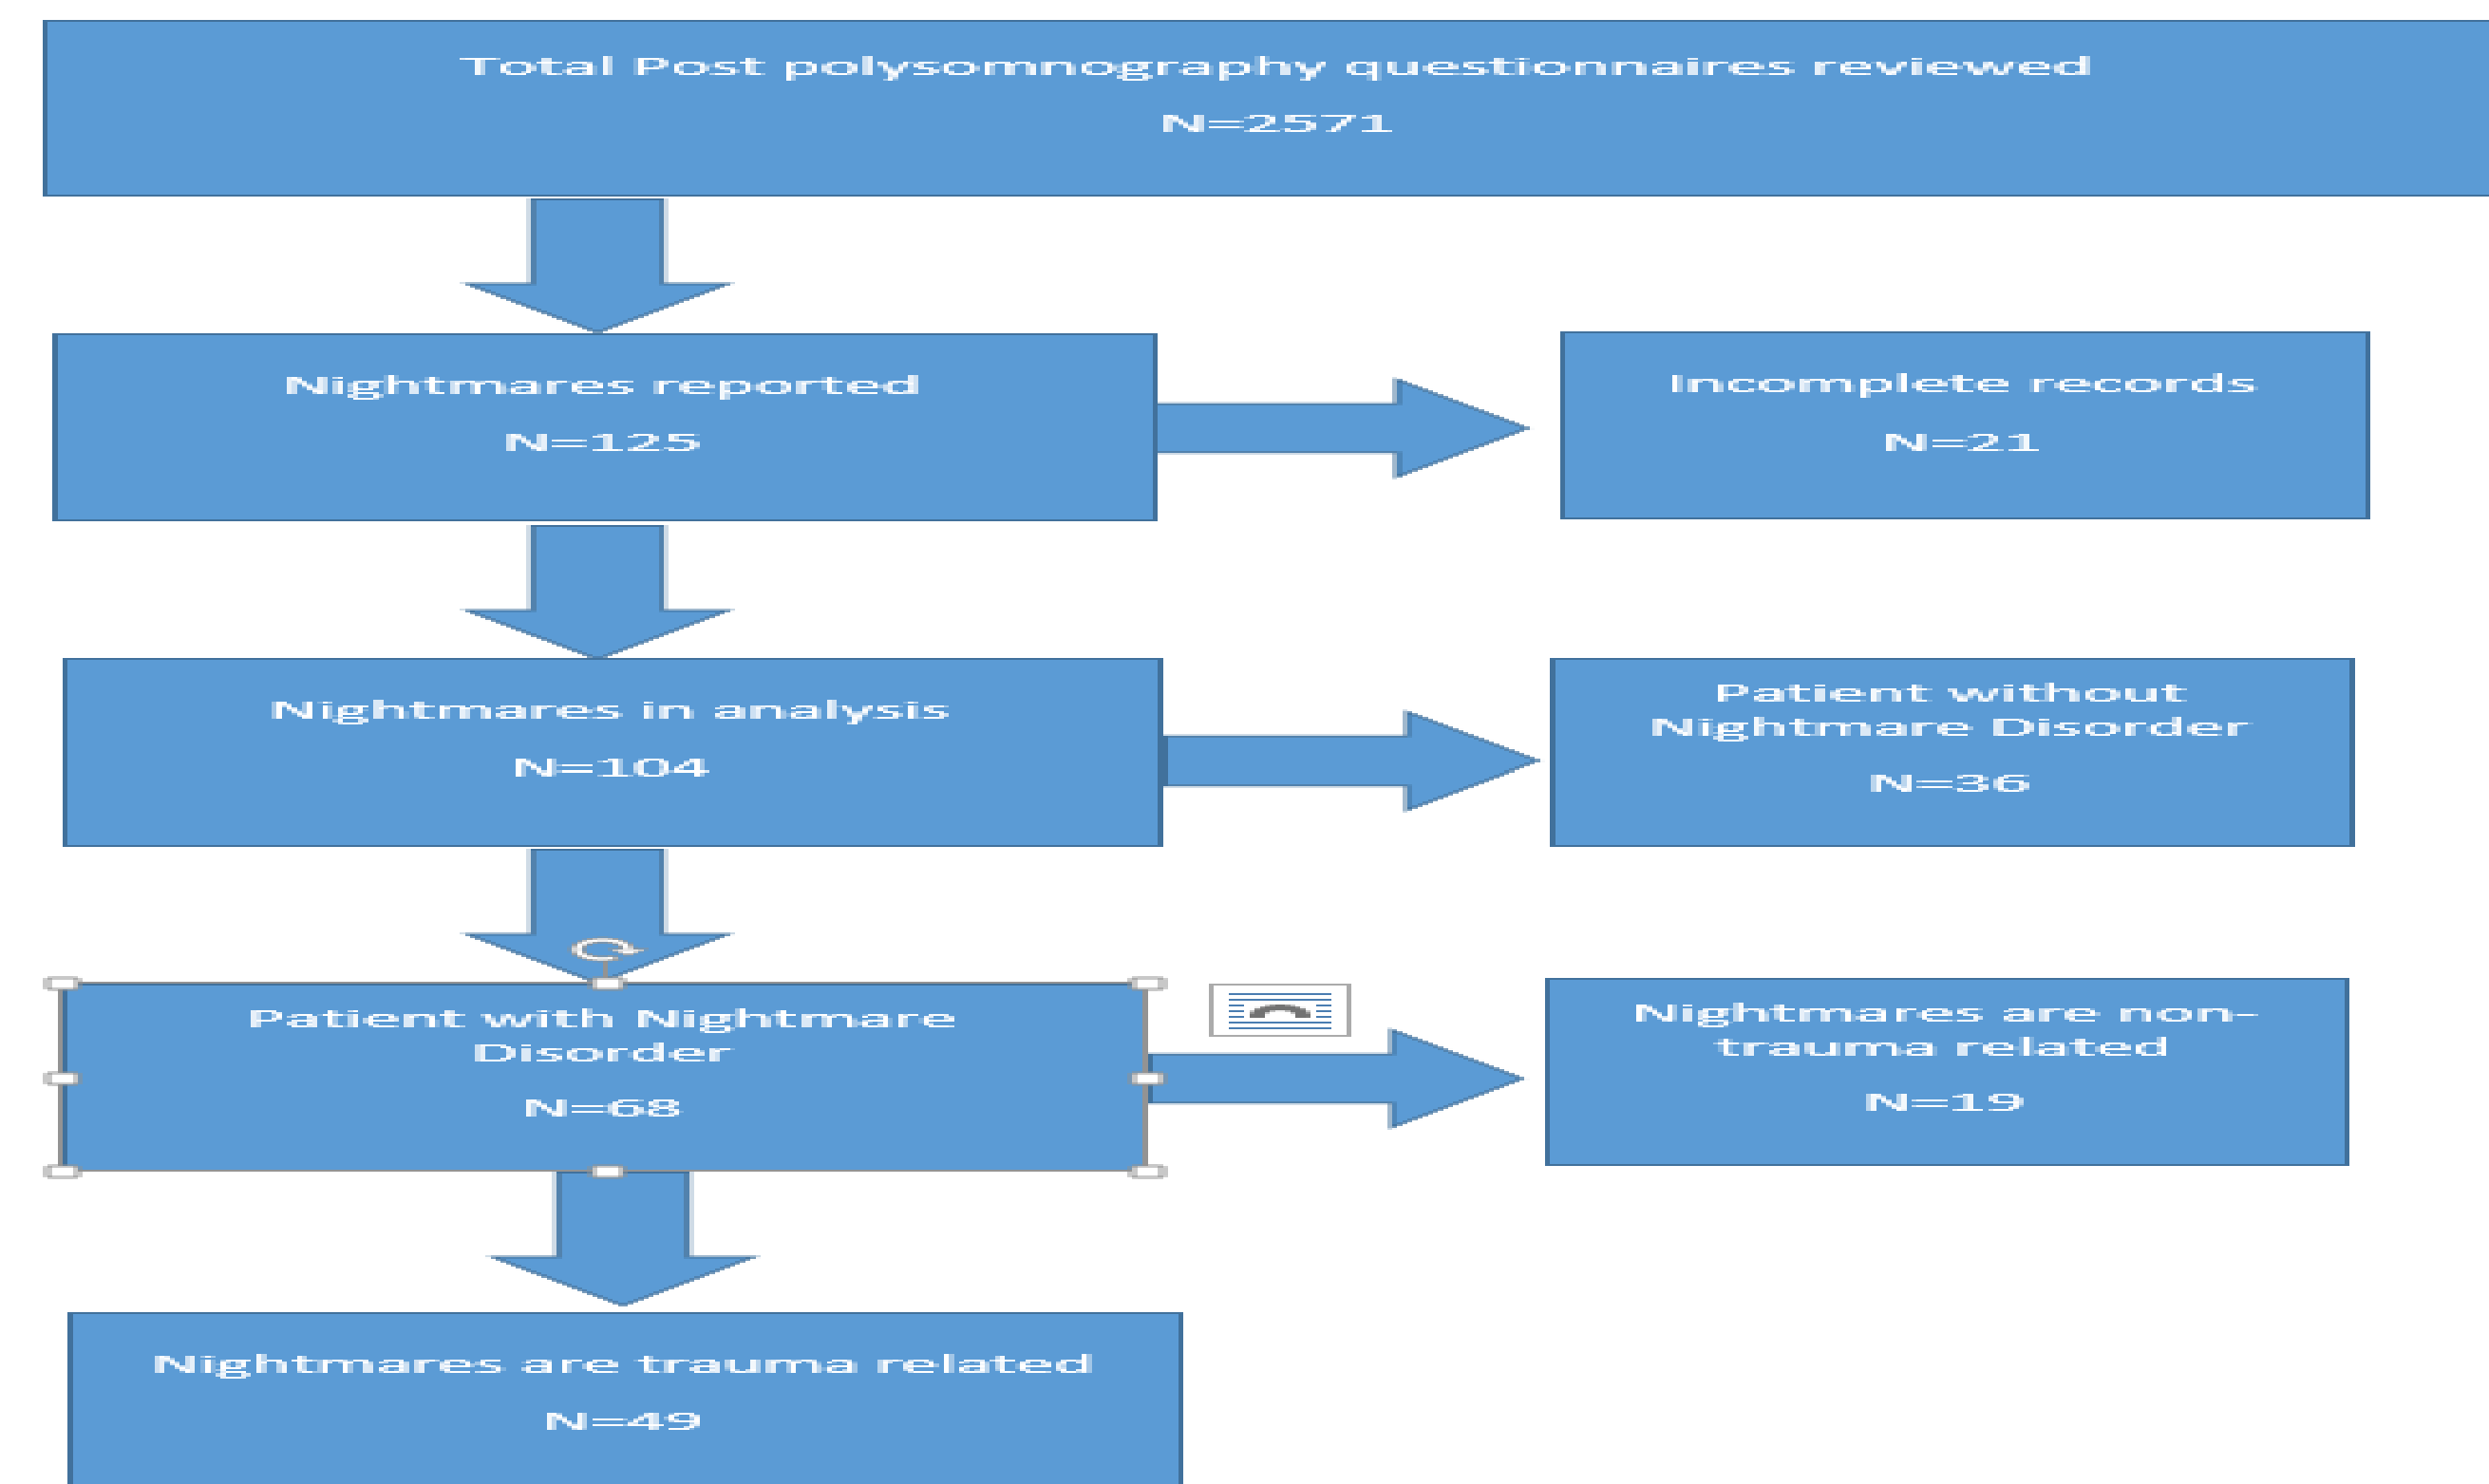 Total Post polysomnography questionnaires reviewed
N=2571
Nightmares reported
N=125
Incomplete records
N=21
Nightmares in analysis
N=104
Patient without
Nightmare Disorder
N=36
Patient with Nightmare
Disorder
N=68
Nightmares are non-
trauma related
N=19
Nightmares are trauma related
N=49